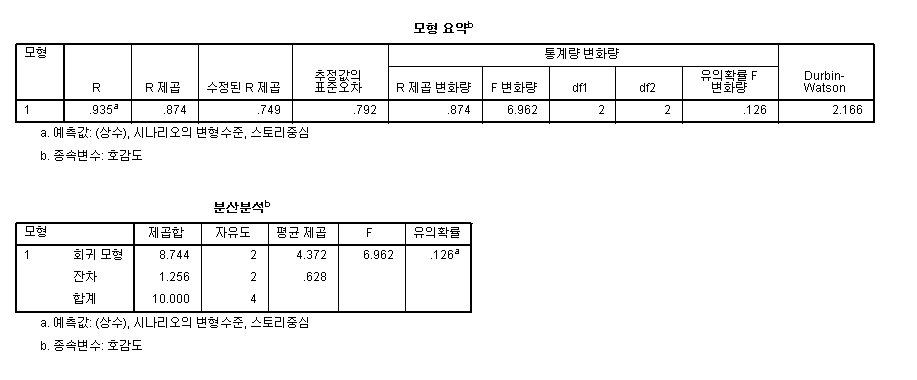 모형 요약b
모형 R R 제곱 수정된 R 제곱 추정값의 표준오차 통계량 변화량 Durbin-Watson
R 제곱 변화량 F 변화량 df1 df2 유의확률 F 변화량
1 .935a .874 .749 .792 .874 6.962 2 2 .126 2.166
a. 예측값: (상수), 시나리오의 변형수준, 스토리중심
b. 종속변수: 호감도
분산분석b
모형 제곱합 자유도 평균 제곱 F 유의확률
1 회귀 모형 8.744 2 4.372 6.962 .126a
잔차 1.256 2 .628
합계 10.000 4
a. 예측값: (상수), 시나리오의 변형수준, 스토리중심
b. 종속변수: 호감도